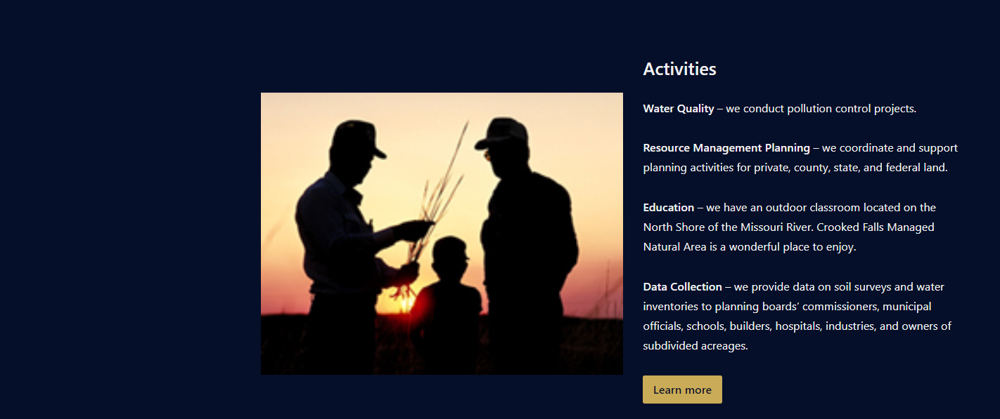 Activities
Water Quality – we conduct pollution control projects.
Resource Management Planning – we coordinate and support
planning activities for private, county, state, and federal land.
Education – we have an outdoor classroom located on the
North Shore of the Missouri River. Crooked Falls Managed
Natural Area is a wonderful place to enjoy.
Data Collection – we provide data on soil surveys and water
inventories to planning boards’ commissioners, municipal
officials, schools, builders, hospitals, industries, and owners of
subdivided acreages.
Learn more